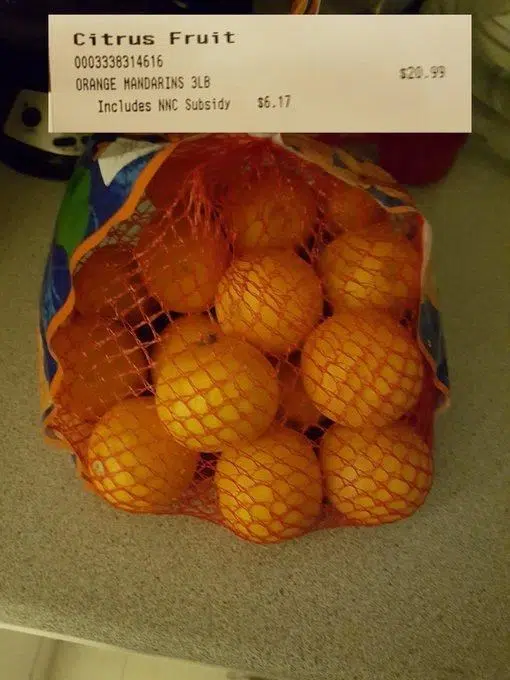 Citrus Fruit
0003338314616
$20.99
ORANGE MANDARINS 3LB
Includes NNC Subsidy $6.17